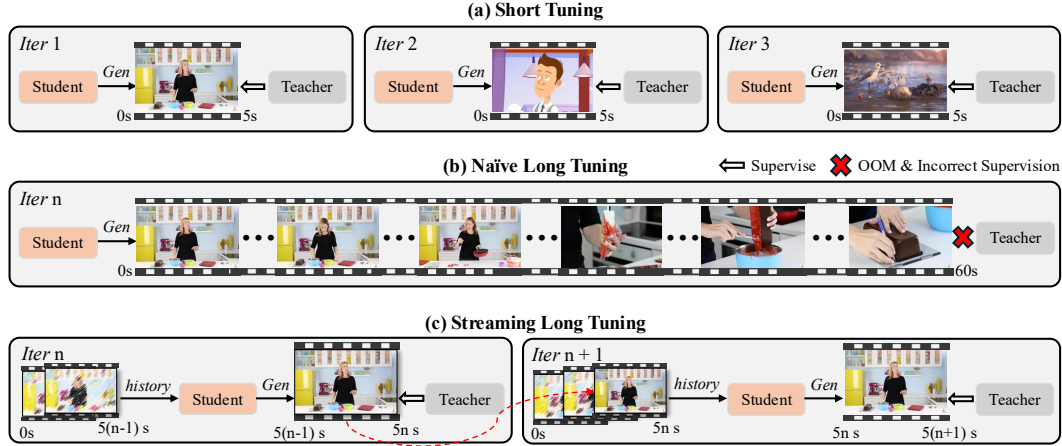 (a) Short Tuning
Iter 1
Student
Gen
Teacher
0s
5s
Iter 2
Student
Gen
Teacher
0s
5s
Iter 3
Student
Gen
Teacher
0s
5s
(b) Naïve Long Tuning
Supervise
OOM & Incorrect Supervision
Iter n
Student
Gen
Teacher
0s
60s
(c) Streaming Long Tuning
Iter n
history
Student
Gen
Teacher
0s
5(n-1) s
5(n-1) s
5n s
Iter n + 1
history
Student
Gen
Teacher
0s
5n s
5n s
5(n+1) s